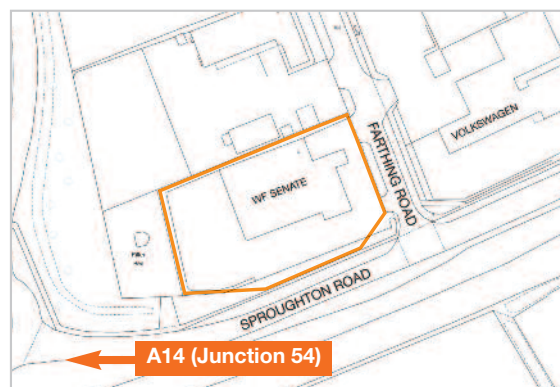 VOLKSWAGEN
FARTHING ROAD
WF SENATE
SPROUGHTON ROAD
A14 (Junction 54)